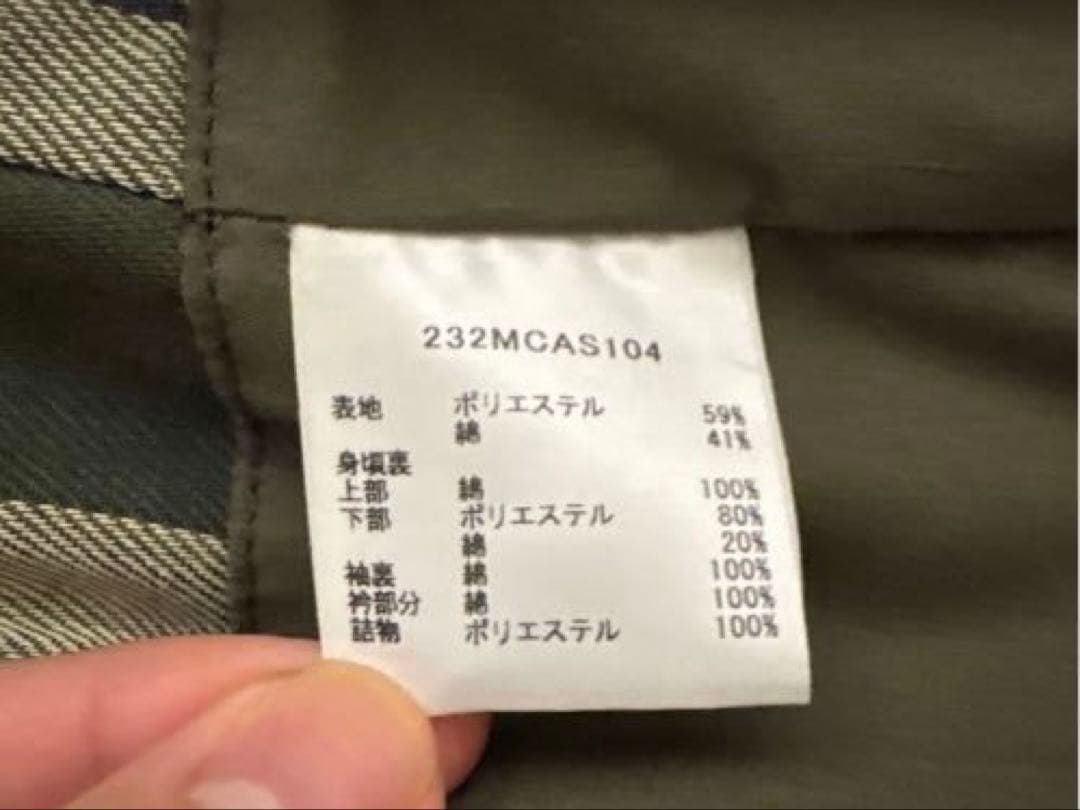 232MCAS104
表地 ポリエステル 59%
綿 41%
身頃裏
上部 綿 100%
下部 ポリエステル 80%
綿 20%
袖裏 綿 100%
衿部分 綿 100%
詰物 ポリエステル 100%